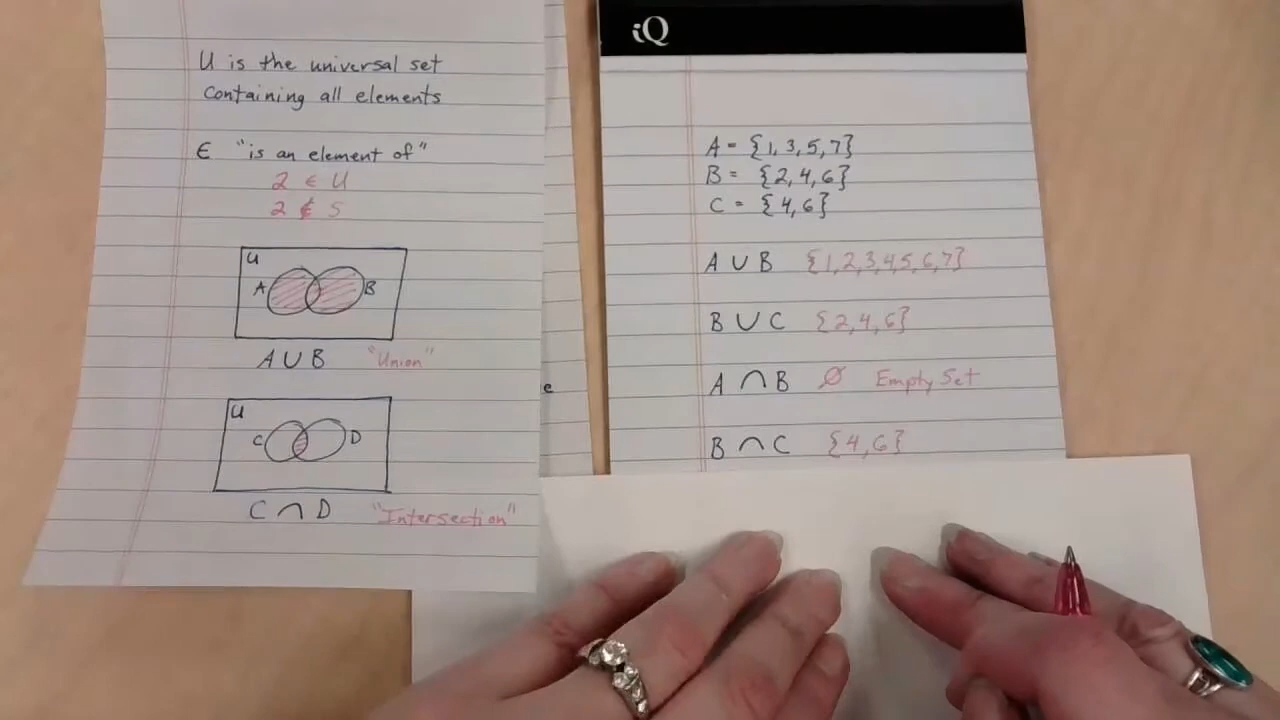 U is the universal set
Containing all elements
∈ "is an element of"
2 ∈ U
2 ∉ S
U
A B
A ∪ B "Union"
U
C D
C ∩ D "Intersection"
e
iQ
A = {1, 3, 5, 7}
B = {2, 4, 6}
C = {4, 6}
A ∪ B {1, 2, 3, 4, 5, 6, 7}
B ∪ C {2, 4, 6}
A ∩ B ∅ Empty Set
B ∩ C {4, 6}